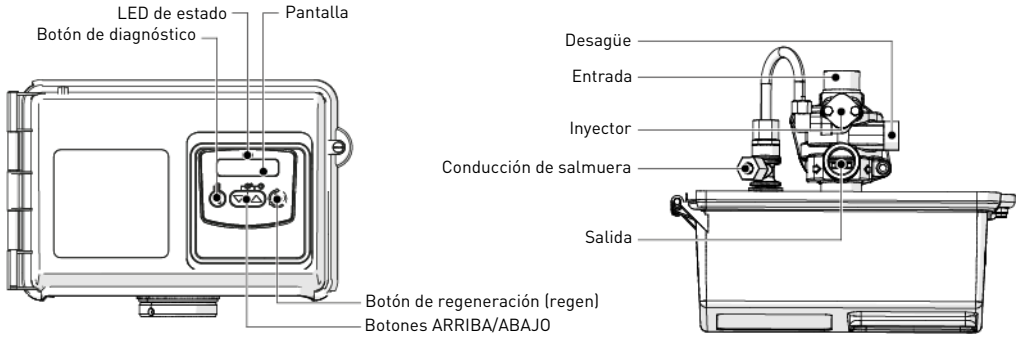 LED de estado
Pantalla
Botón de diagnóstico
Botón de regeneración (regen)
Botones ARRIBA/ABAJO
Desagüe
Entrada
Inyector
Conducción de salmuera
Salida